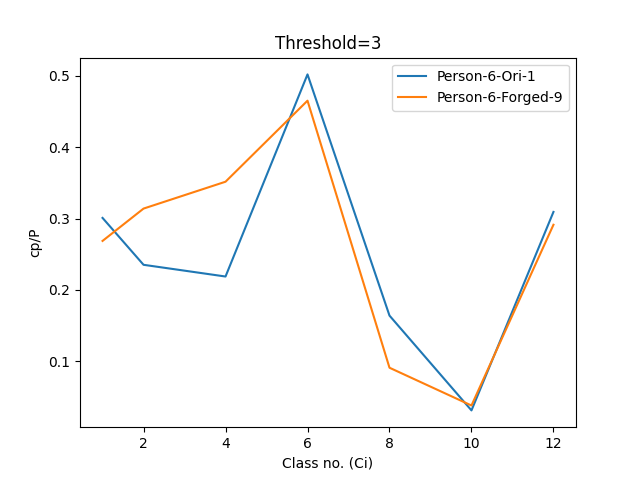 Threshold=3
Person-6-Ori-1
Person-6-Forged-9
cp/P
0.5
0.4
0.3
0.2
0.1
2 4 6 8 10 12
Class no. (Ci)